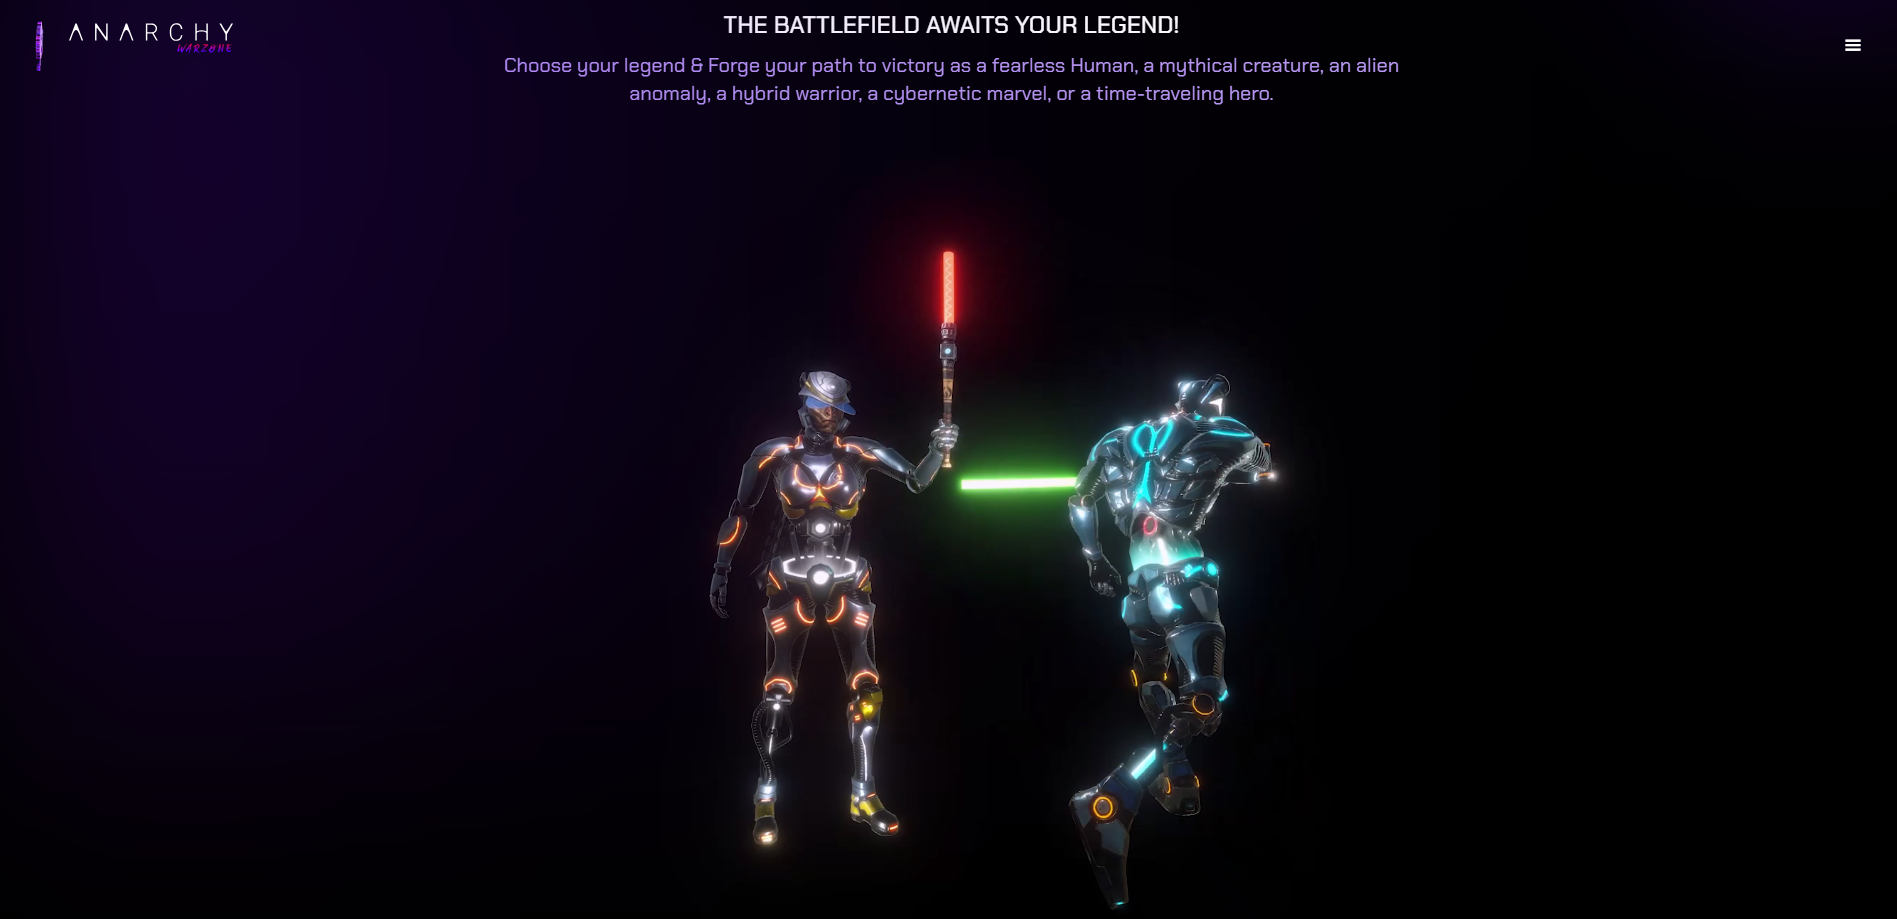 ANARCHY
WARZONE
THE BATTLEFIELD AWAITS YOUR LEGEND!
Choose your legend & Forge your path to victory as a fearless Human, a mythical creature, an alien
anomaly, a hybrid warrior, a cybernetic marvel, or a time-traveling hero.